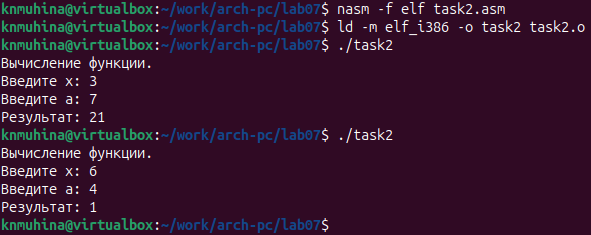 knmuhina@virtualbox:~/work/arch-pc/lab07$ nasm -f elf task2.asm
knmuhina@virtualbox:~/work/arch-pc/lab07$ ld -m elf_i386 -o task2 task2.o
knmuhina@virtualbox:~/work/arch-pc/lab07$ ./task2
Вычисление функции.
Введите x: 3
Введите a: 7
Результат: 21
knmuhina@virtualbox:~/work/arch-pc/lab07$ ./task2
Вычисление функции.
Введите x: 6
Введите a: 4
Результат: 1
knmuhina@virtualbox:~/work/arch-pc/lab07$